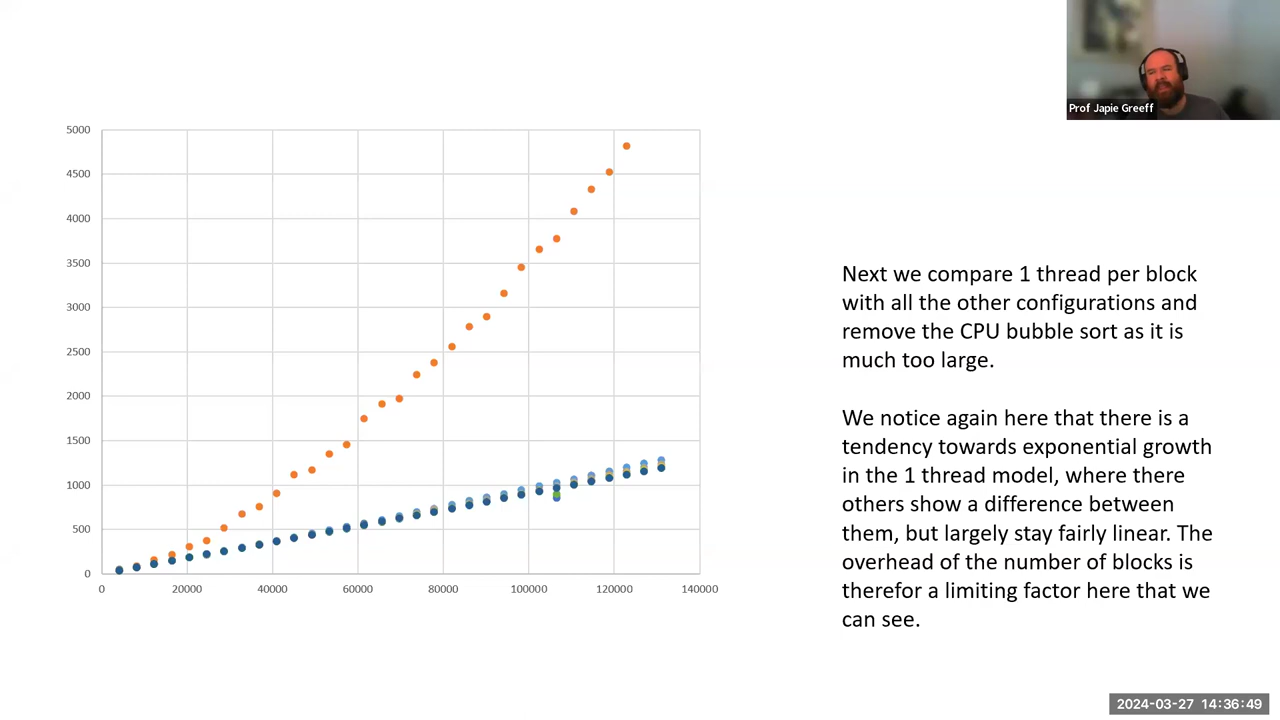 Prof Japie Greeff
5000
4500
4000
3500
3000
2500
2000
1500
1000
500
0
0 20000 40000 60000 80000 100000 120000 140000
Next we compare 1 thread per block
with all the other configurations and
remove the CPU bubble sort as it is
much too large.
We notice again here that there is a
tendency towards exponential growth
in the 1 thread model, where there
others show a difference between
them, but largely stay fairly linear. The
overhead of the number of blocks is
therefor a limiting factor here that we
can see.
2024-03-27 14:36:49